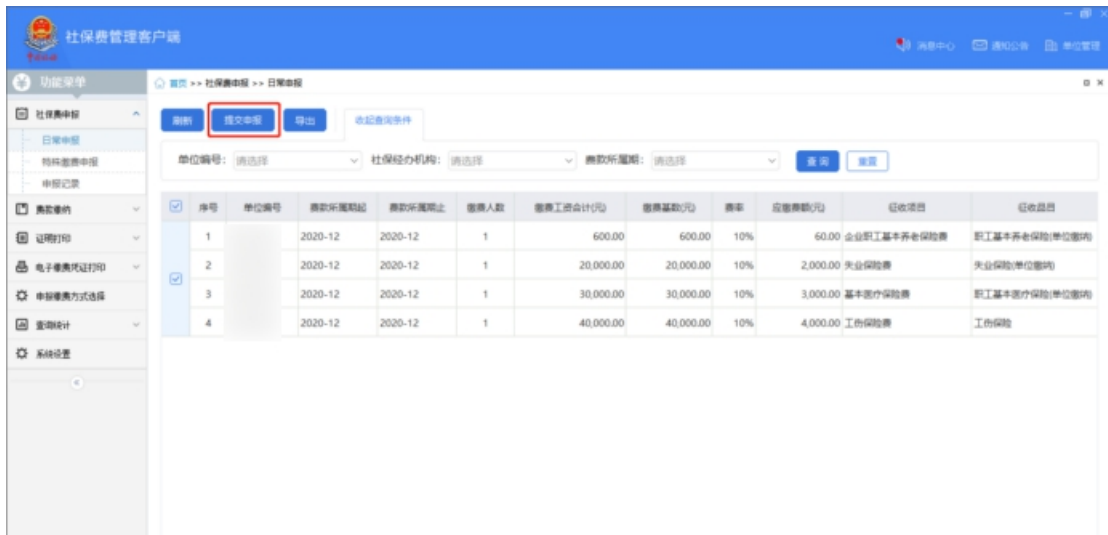 社保费管理客户端
消息中心 通知公告 单位管理
功能菜单
首页 >> 社保费申报 >> 日常申报
社保费申报
日常申报
特殊缴费申报
申报记录
费款缴纳
证明打印
电子缴费凭证打印
申报缴费方式选择
查询统计
系统设置
刷新 提交申报 导出 收起查询条件
单位编号: 请选择 社保经办机构: 请选择 费款所属期: 请选择 查询 重置
序号 单位编号 费款所属期起 费款所属期止 缴费人数 缴费工资合计(元) 缴费基数(元) 费率 应缴费额(元) 征收项目 征收品目
1 2020-12 2020-12 1 600.00 600.00 10% 60.00 企业职工基本养老保险费 职工基本养老保险(单位缴纳)
2 2020-12 2020-12 1 20,000.00 20,000.00 10% 2,000.00 失业保险费 失业保险(单位缴纳)
3 2020-12 2020-12 1 30,000.00 30,000.00 10% 3,000.00 基本医疗保险费 职工基本医疗保险(单位缴纳)
4 2020-12 2020-12 1 40,000.00 40,000.00 10% 4,000.00 工伤保险费 工伤保险